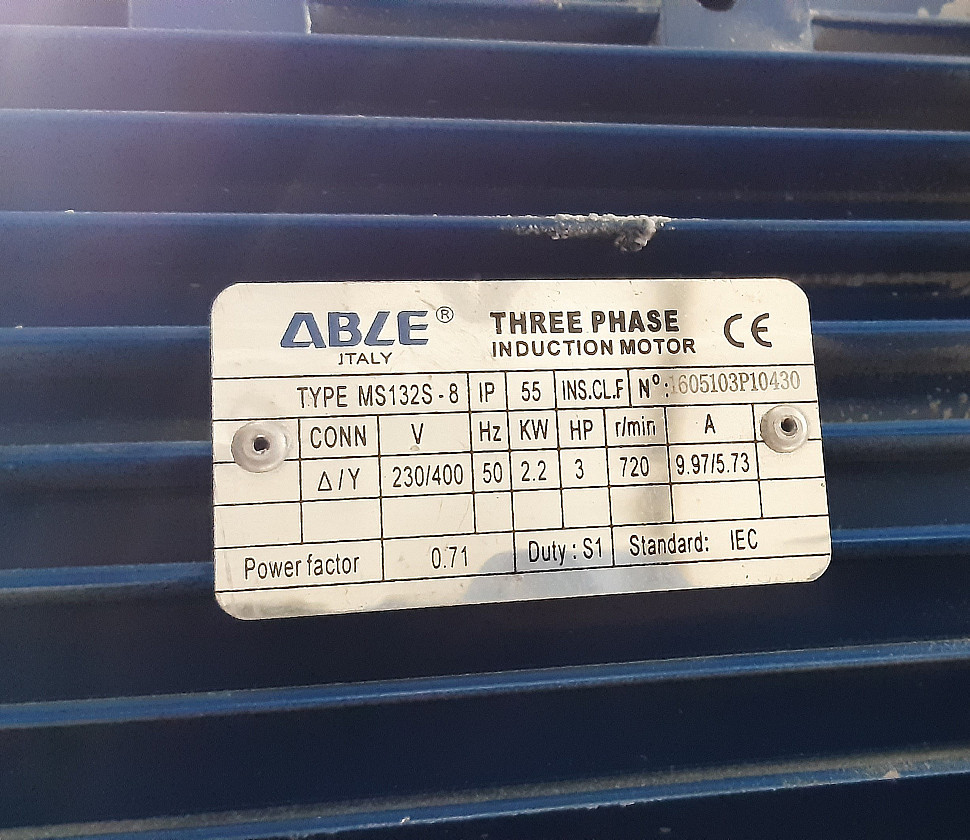 ABLE®
ITALY
THREE PHASE
INDUCTION MOTOR
CE
TYPE MS132S-8 IP 55 INS.CL.F Nº: 1605103P10430
CONN V Hz KW HP r/min A
Δ/Y 230/400 50 2.2 3 720 9.97/5.73
Power factor 0.71 Duty: S1 Standard: IEC